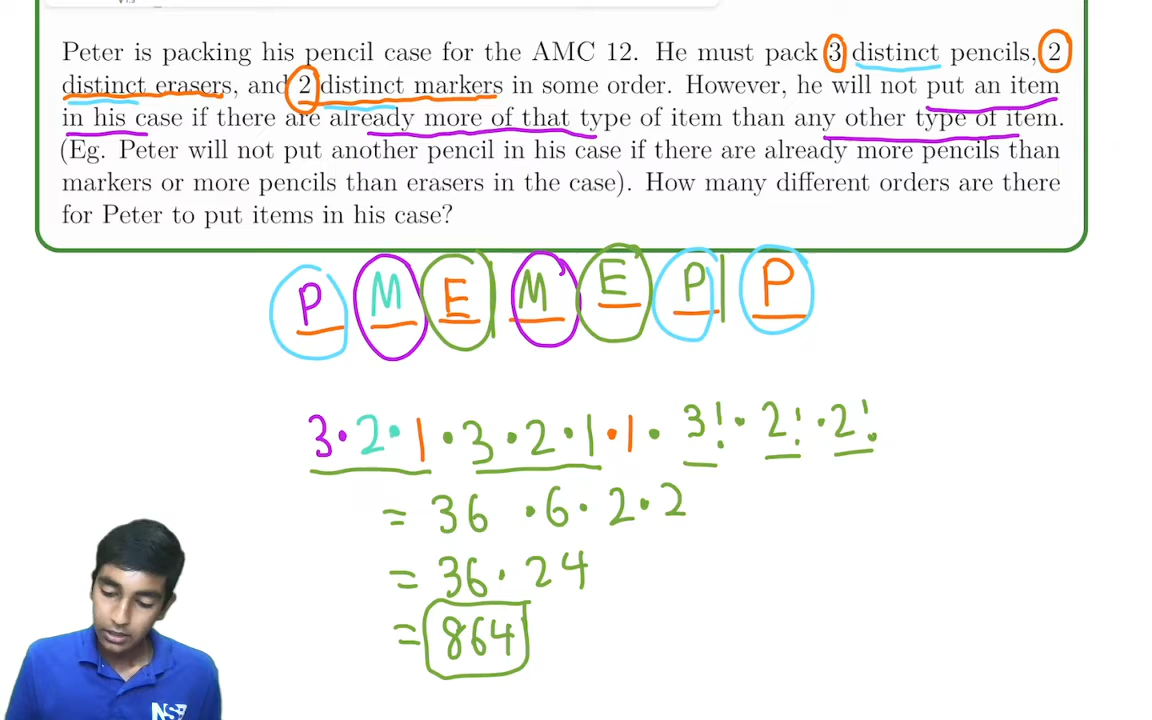 Peter is packing his pencil case for the AMC 12. He must pack 3 distinct pencils, 2
distinct erasers, and 2 distinct markers in some order. However, he will not put an item
in his case if there are already more of that type of item than any other type of item.
(Eg. Peter will not put another pencil in his case if there are already more pencils than
markers or more pencils than erasers in the case). How many different orders are there
for Peter to put items in his case?
P M E | M E P | P
3 · 2 · 1 · 3 · 2 · 1 · 1 · 3! · 2! · 2!
= 36 · 6 · 2 · 2
= 36 · 24
= 864